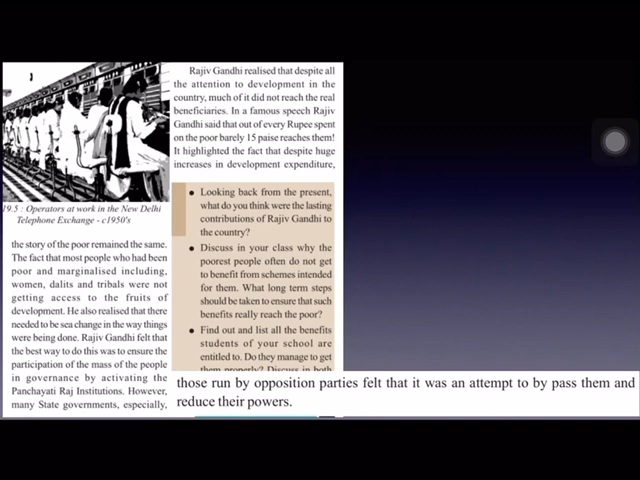 Rajiv Gandhi realised that despite all
the attention to development in the
country, much of it did not reach the real
beneficiaries. In a famous speech Rajiv
Gandhi said that out of every Rupee spent
on the poor barely 15 paise reaches them!
It highlighted the fact that despite huge
increases in development expenditure,
19.5 : Operators at work in the New Delhi
Telephone Exchange - c1950's
the story of the poor remained the same.
The fact that most people who had been
poor and marginalised including,
women, dalits and tribals were not
getting access to the fruits of
development. He also realised that there
needed to be sea change in the way things
were being done. Rajiv Gandhi felt that
the best way to do this was to ensure the
participation of the mass of the people
in governance by activating the
Panchayati Raj Institutions. However,
many State governments, especially,
• Looking back from the present,
what do you think were the lasting
contributions of Rajiv Gandhi to
the country?
• Discuss in your class why the
poorest people often do not get
to benefit from schemes intended
for them. What long term steps
should be taken to ensure that such
benefits really reach the poor?
• Find out and list all the benefits
students of your school are
entitled to. Do they manage to get
them properly? Discuss in both
those run by opposition parties felt that it was an attempt to by pass them and
reduce their powers.